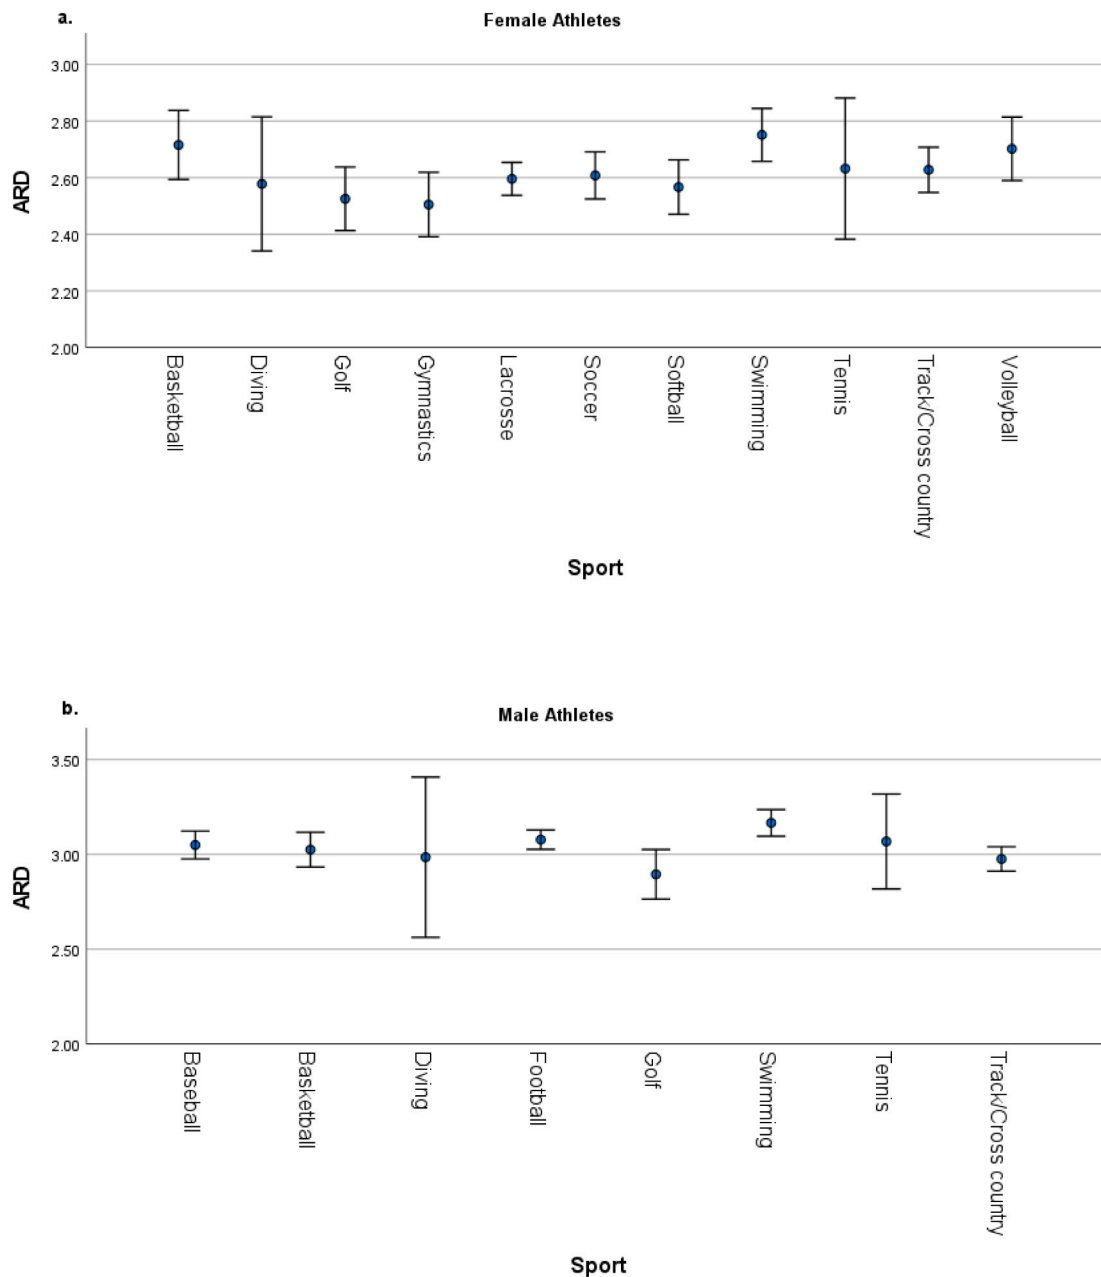 a.
Female Athletes
3.00
2.80
2.60
2.40
2.20
2.00
ARD
Basketball
Diving
Golf
Gymnastics
Lacrosse
Soccer
Softball
Swimming
Tennis
Track/Cross country
Volleyball
Sport
b.
Male Athletes
3.50
3.00
2.50
2.00
ARD
Baseball
Basketball
Diving
Football
Golf
Swimming
Tennis
Track/Cross country
Sport